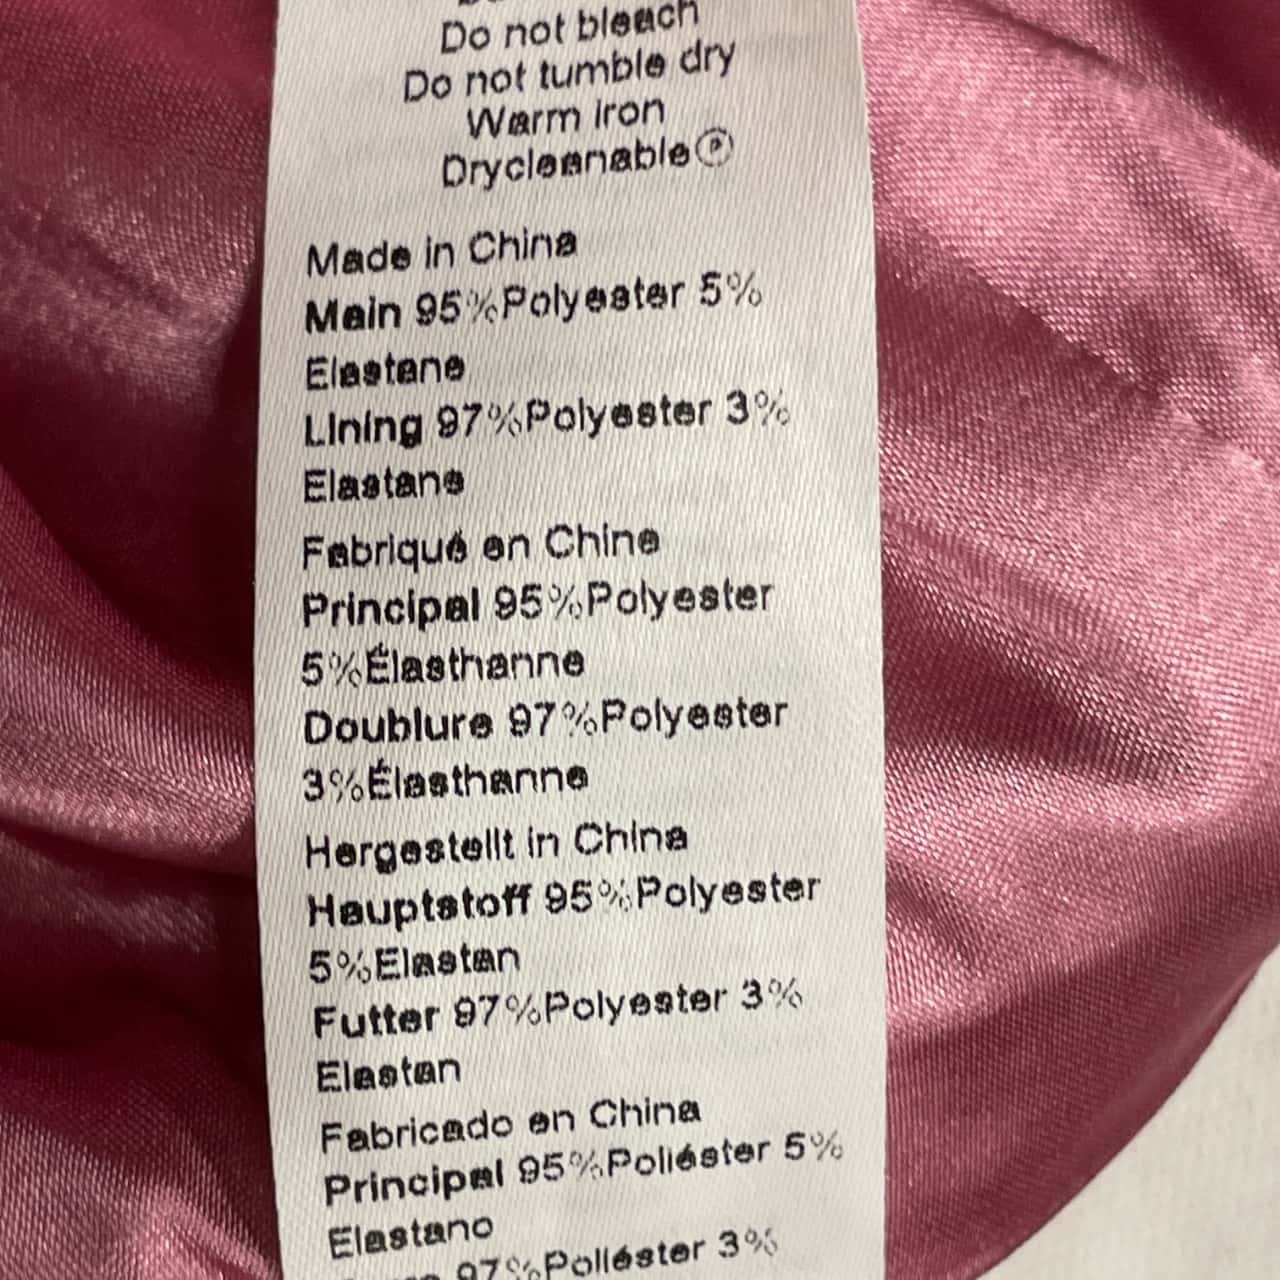 Do not bleach
Do not tumble dry
Warm iron
Drycleanable Ⓟ
Made in China
Main 95%Polyester 5%
Elastane
Lining 97%Polyester 3%
Elastane
Fabriqué en Chine
Principal 95%Polyester
5%Élasthanne
Doublure 97%Polyester
3%Élasthanne
Hergestellt in China
Hauptstoff 95%Polyester
5%Elastan
Futter 97%Polyester 3%
Elastan
Fabricado en China
Principal 95%Poliéster 5%
Elastano
97%Poliéster 3%